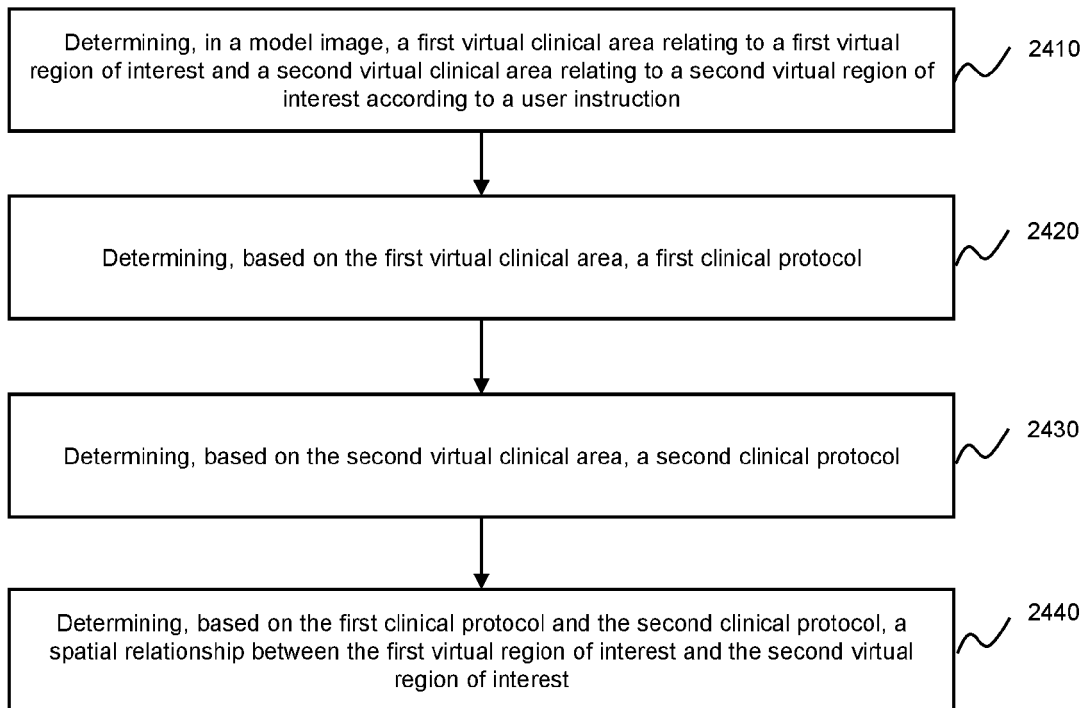 Determining, in a model image, a first virtual clinical area relating to a first virtual
region of interest and a second virtual clinical area relating to a second virtual region of
interest according to a user instruction
2410
Determining, based on the first virtual clinical area, a first clinical protocol
2420
Determining, based on the second virtual clinical area, a second clinical protocol
2430
Determining, based on the first clinical protocol and the second clinical protocol, a
spatial relationship between the first virtual region of interest and the second virtual
region of interest
2440